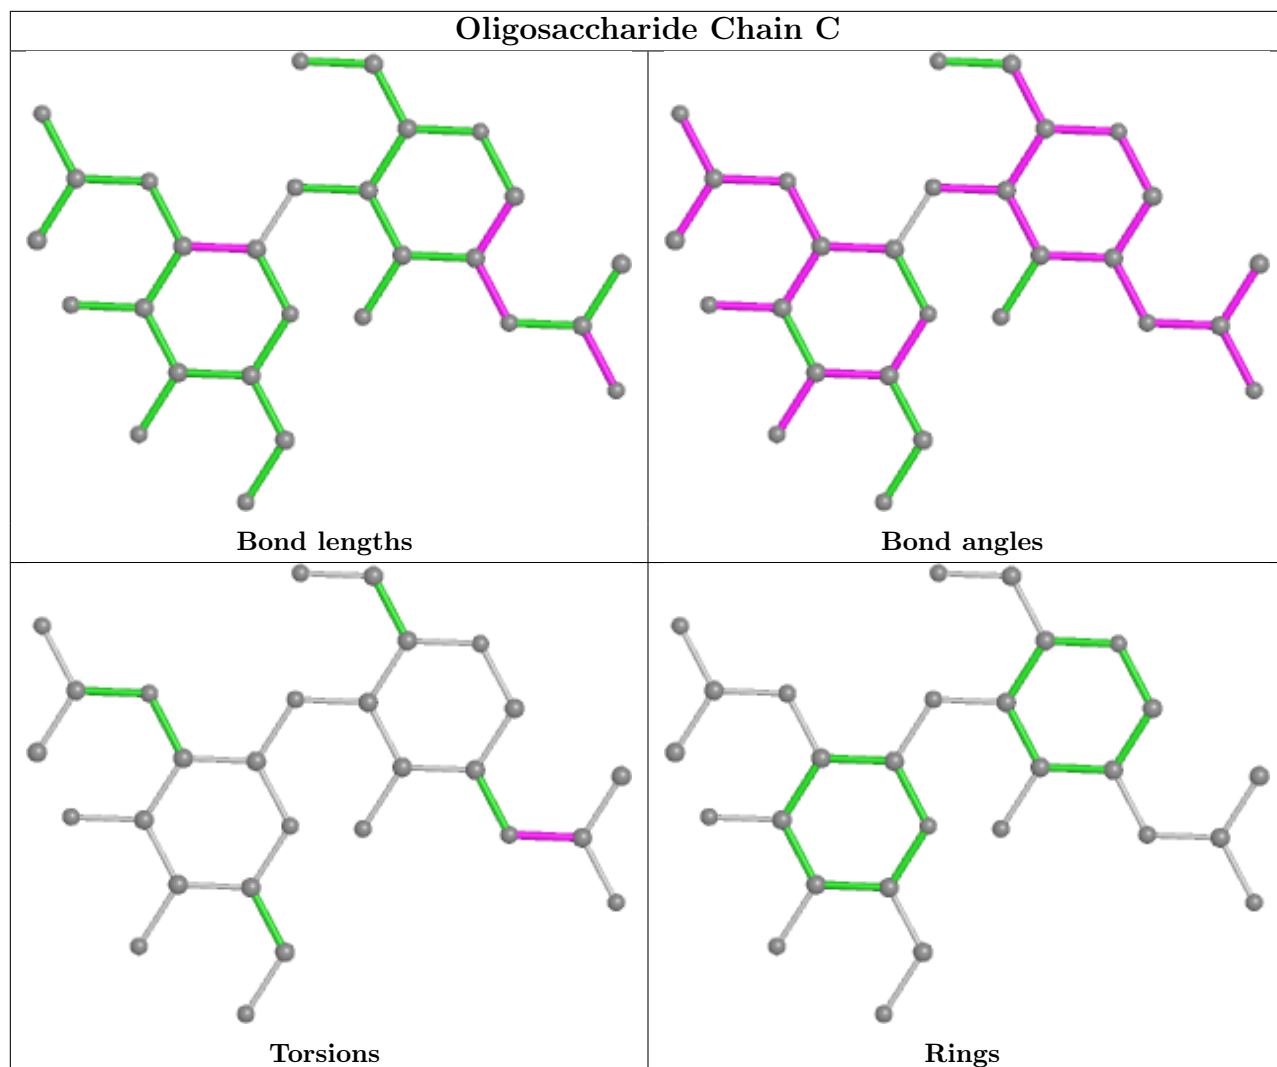 Oligosaccharide Chain C
Bond lengths
Bond angles
Torsions
Rings